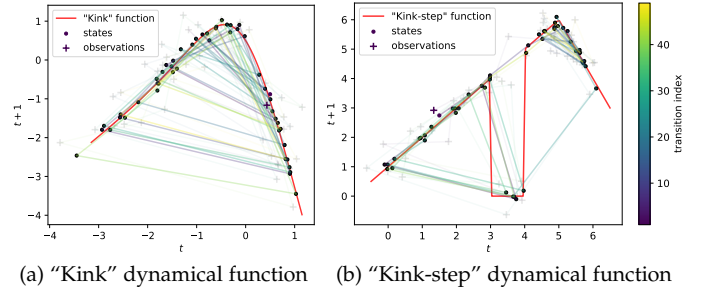 "Kink" function
states
observations
1
0
−1
−2
−3
−4
t + 1
−4 −3 −2 −1 0 1
t
(a) “Kink” dynamical function
"Kink-step" function
states
observations
6
5
4
3
2
1
0
t + 1
0 1 2 3 4 5 6
t
(b) “Kink-step” dynamical function
40
30
20
10
transition index